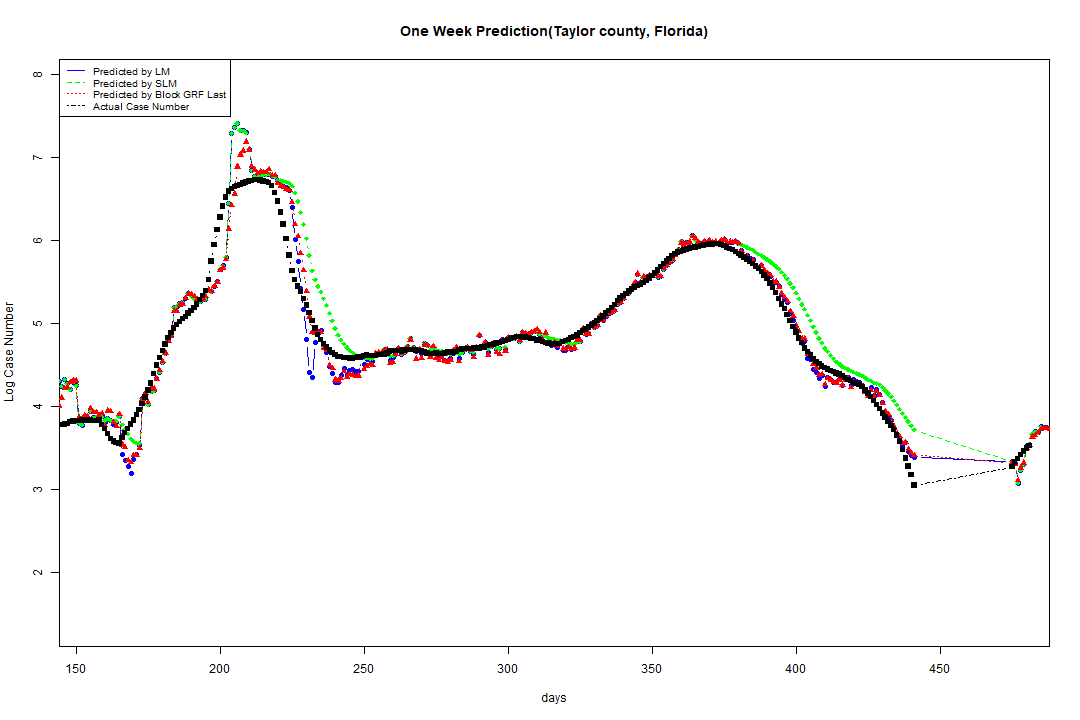 One Week Prediction(Taylor county, Florida)
Predicted by LM
Predicted by SLM
Predicted by Block GRF Last
Actual Case Number
8
7
6
5
4
3
2
Log Case Number
150 200 250 300 350 400 450
days